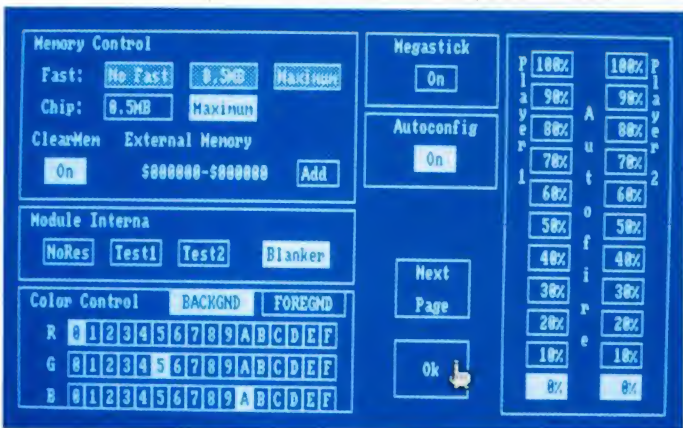 Memory Control
Fast: No Fast 0.5MB Maximum
Chip: 0.5MB Maximum
ClearMem External Memory
On $000000-$000000 Add
Module Interna
NoRes Test1 Test2 Blanker
Color Control BACKGND FOREGND
R 0 1 2 3 4 5 6 7 8 9 A B C D E F
G 0 1 2 3 4 5 6 7 8 9 A B C D E F
B 0 1 2 3 4 5 6 7 8 9 A B C D E F
Megastick
On
Autoconfig
On
Next
Page
Ok
Player 1
100%
90%
80%
70%
60%
50%
40%
30%
20%
10%
0%
Autofire
100%
90%
80%
70%
60%
50%
40%
30%
20%
10%
0%
Player 2